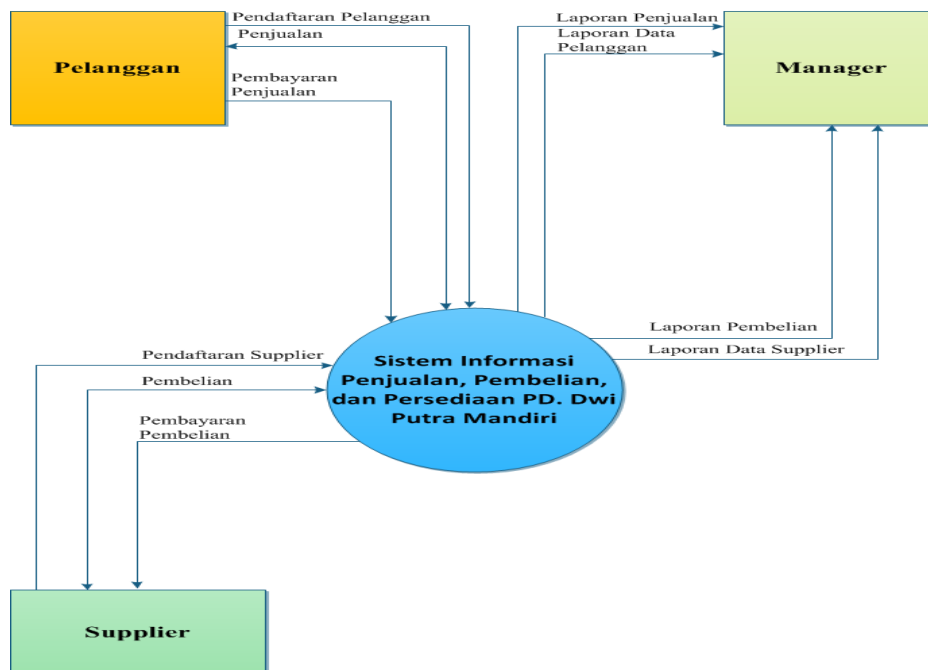 Pelanggan
Pendaftaran Pelanggan
Penjualan
Pembayaran
Penjualan
Laporan Penjualan
Laporan Data
Pelanggan
Manager
Sistem Informasi
Penjualan, Pembelian,
dan Persediaan PD. Dwi
Putra Mandiri
Laporan Pembelian
Laporan Data Supplier
Pendaftaran Supplier
Pembelian
Pembayaran
Pembelian
Supplier